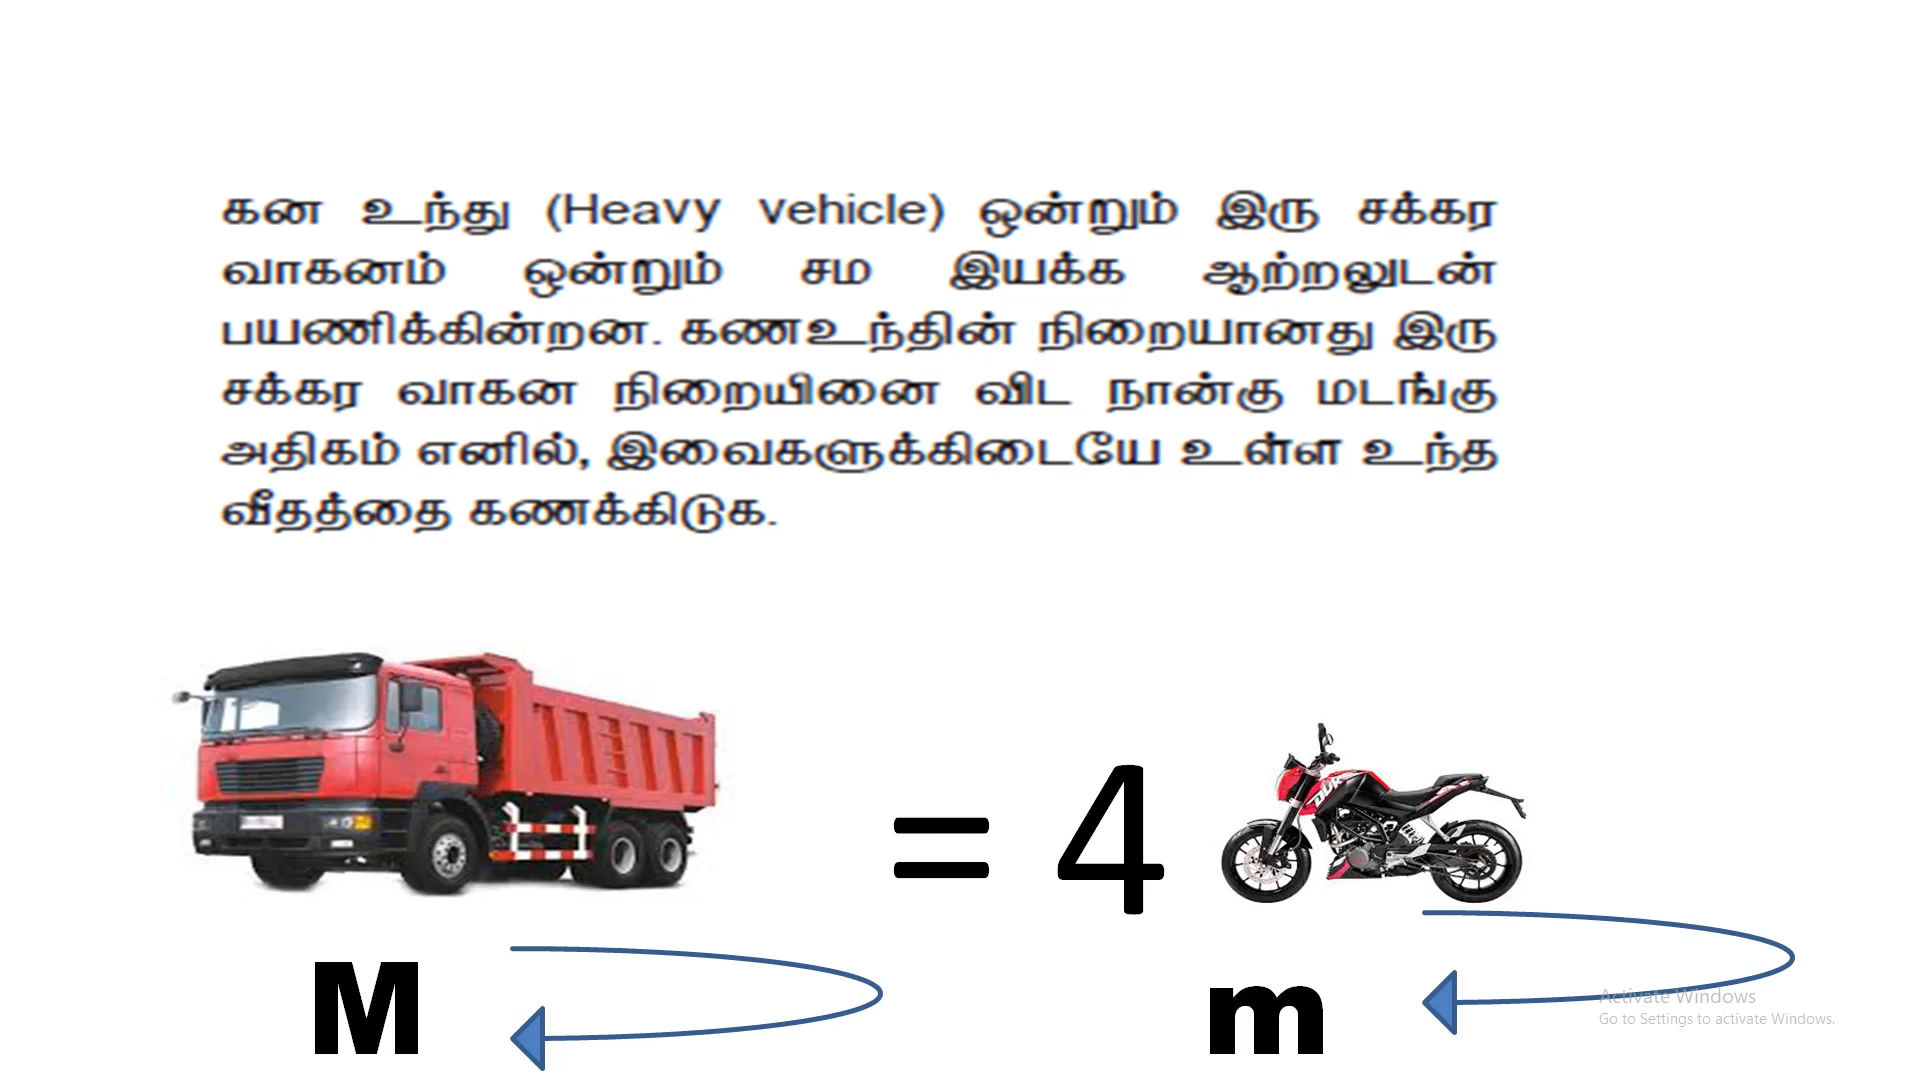 கன உந்து (Heavy vehicle) ஒன்றும் இரு சக்கர
வாகனம் ஒன்றும் சம இயக்க ஆற்றலுடன்
பயணிக்கின்றன. கணஉந்தின் நிறையானது இரு
சக்கர வாகன நிறையினை விட நான்கு மடங்கு
அதிகம் எனில், இவைகளுக்கிடையே உள்ள உந்த
வீதத்தை கணக்கிடுக.
= 4
DUKE
M
m
Activate Windows
Go to Settings to activate Windows.